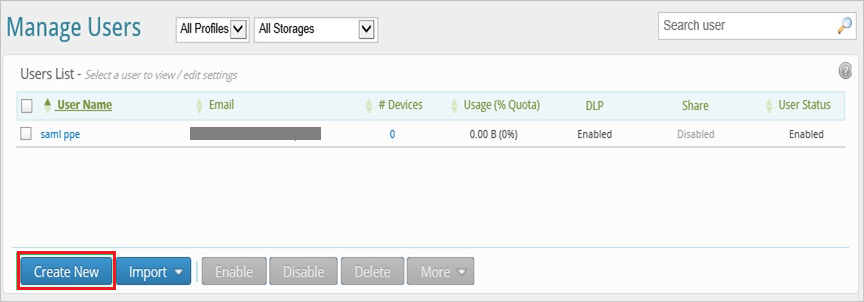 Manage Users All Profiles All Storages Search user
Users List - Select a user to view / edit settings
User Name Email # Devices Usage (% Quota) DLP Share User Status
saml ppe 0 0.00 B (0%) Enabled Disabled Enabled
Create New Import Enable Disable Delete More